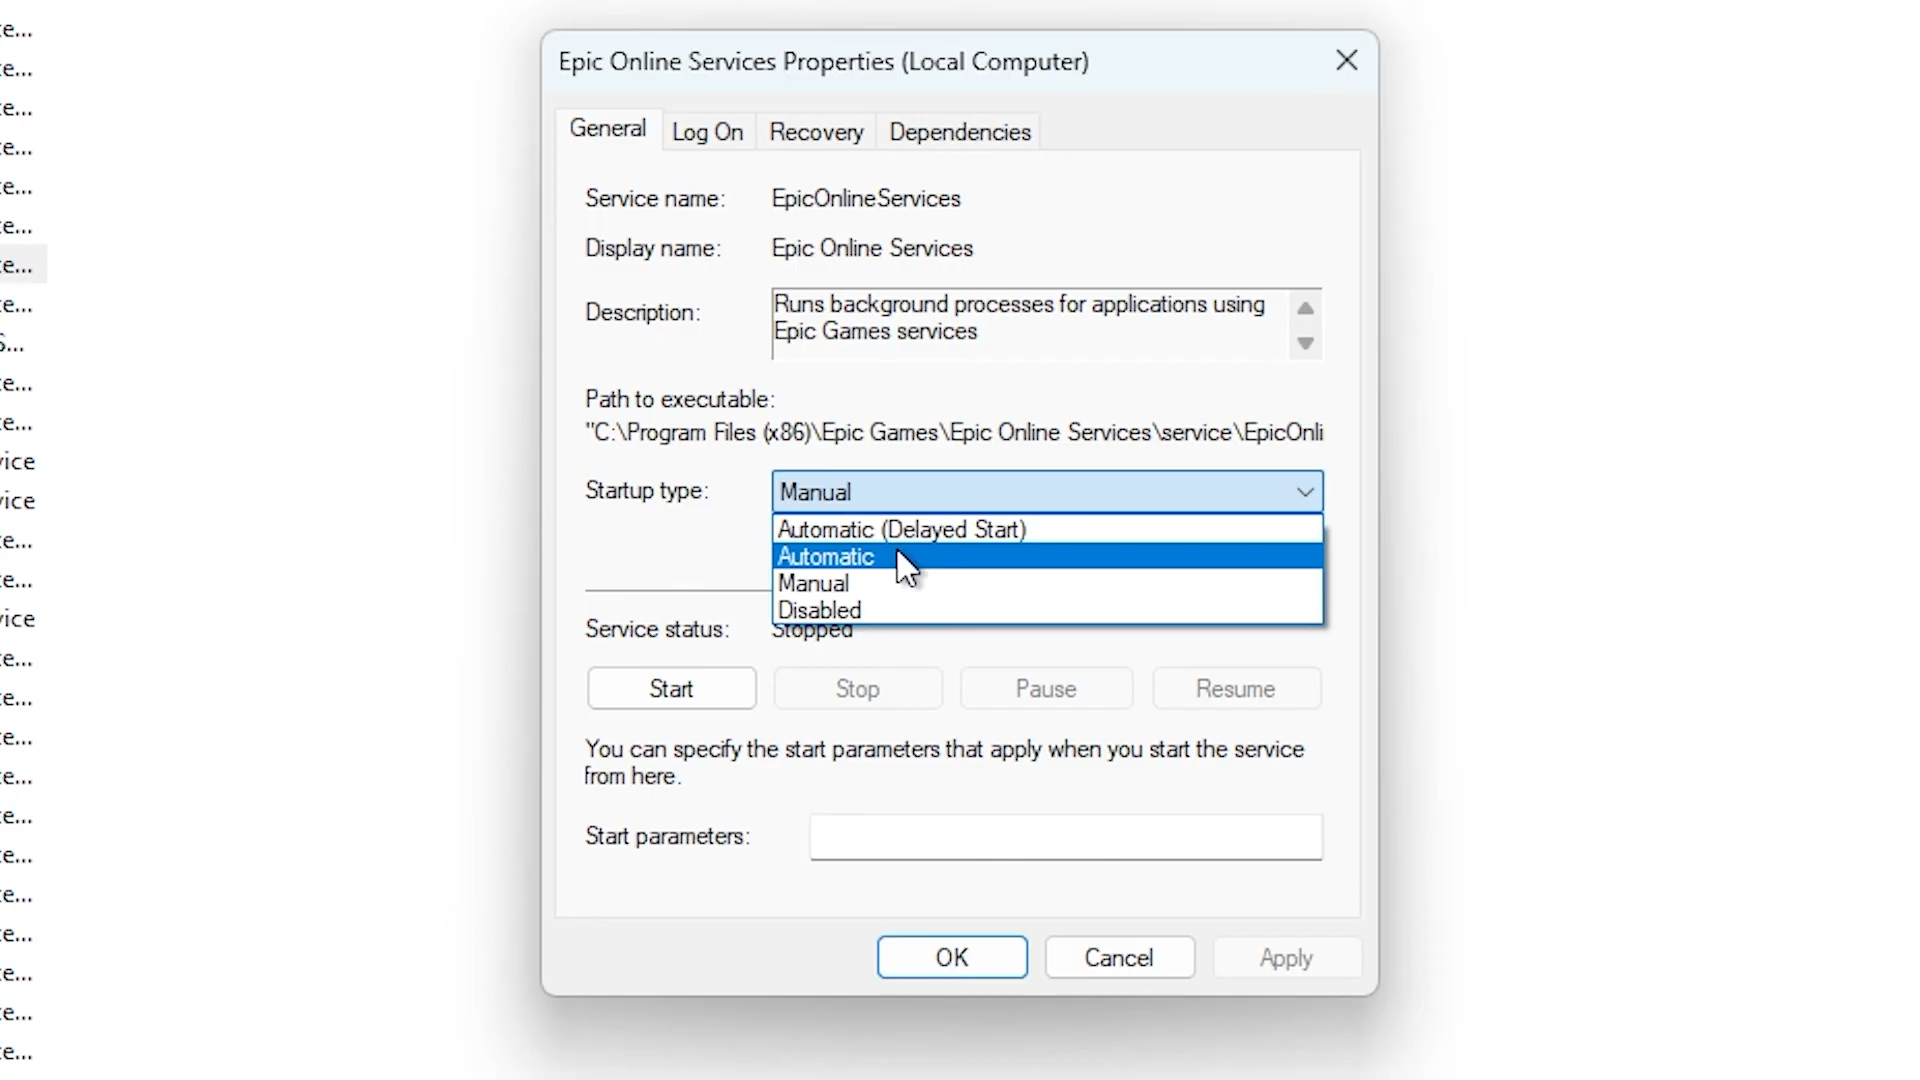 Epic Online Services Properties (Local Computer)
General
Log On
Recovery
Dependencies
Service name: EpicOnlineServices
Display name: Epic Online Services
Description: Runs background processes for applications using
Epic Games services
Path to executable:
"C:\Program Files (x86)\Epic Games\Epic Online Services\service\EpicOnli
Startup type: Manual
Automatic (Delayed Start)
Automatic
Manual
Disabled
Service status: Stopped
Start
Stop
Pause
Resume
You can specify the start parameters that apply when you start the service
from here.
Start parameters:
OK
Cancel
Apply